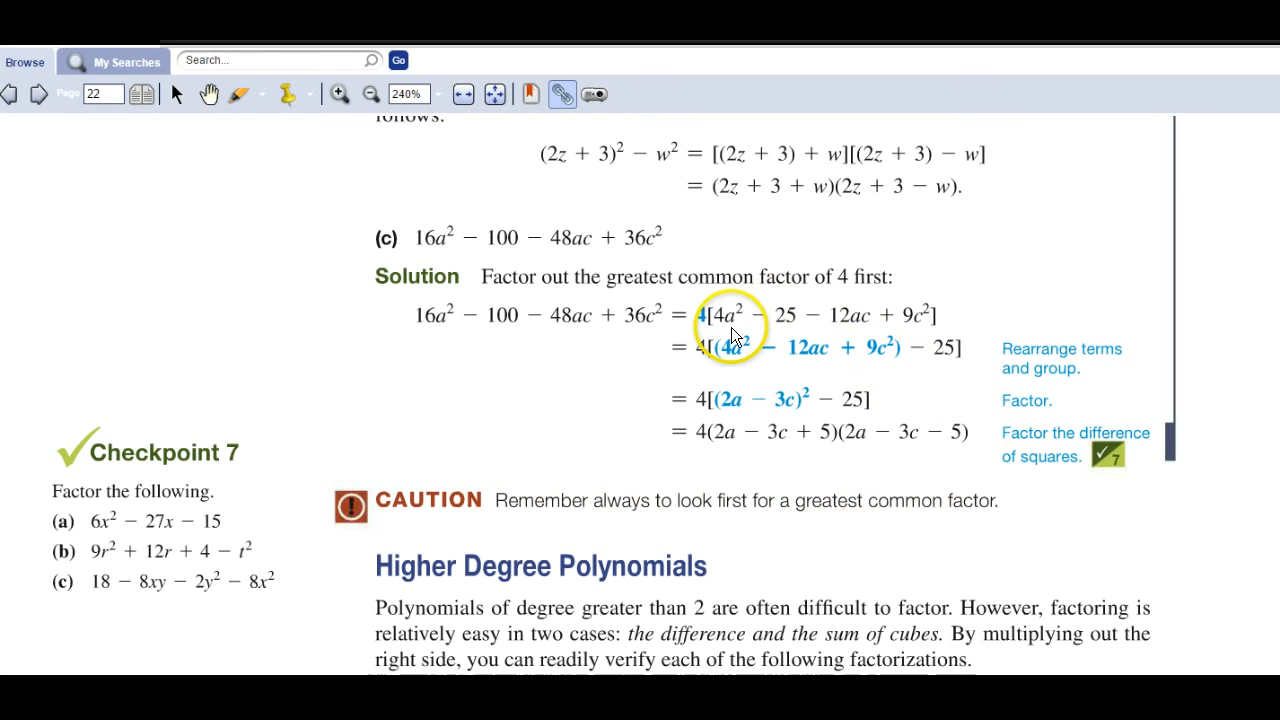 Browse My Searches Search... Go
Page 22 240%
follows:
(2z + 3)² − w² = [(2z + 3) + w][(2z + 3) − w]
= (2z + 3 + w)(2z + 3 − w).
(c) 16a² − 100 − 48ac + 36c²
Solution Factor out the greatest common factor of 4 first:
16a² − 100 − 48ac + 36c² = 4[4a² − 25 − 12ac + 9c²]
= 4[(4a² − 12ac + 9c²) − 25] Rearrange terms
and group.
= 4[(2a − 3c)² − 25] Factor.
= 4(2a − 3c + 5)(2a − 3c − 5) Factor the difference
of squares. 7
Checkpoint 7
Factor the following.
(a) 6x² − 27x − 15
(b) 9r² + 12r + 4 − t²
(c) 18 − 8xy − 2y² − 8x²
! CAUTION Remember always to look first for a greatest common factor.
Higher Degree Polynomials
Polynomials of degree greater than 2 are often difficult to factor. However, factoring is
relatively easy in two cases: the difference and the sum of cubes. By multiplying out the
right side, you can readily verify each of the following factorizations.